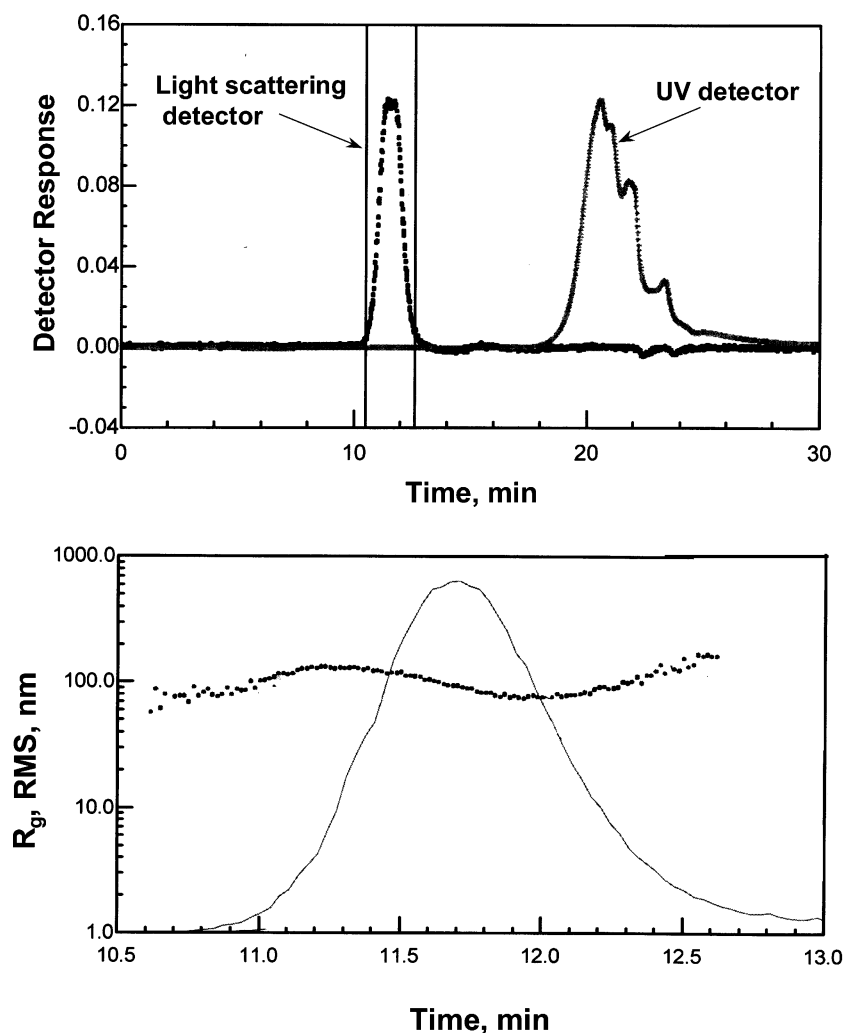 0.16
0.12
0.08
0.04
0.00
-0.04
Detector Response
Light scattering
detector
UV detector
0
10
20
30
Time, min
1000.0
100.0
10.0
1.0
Rg, RMS, nm
10.5
11.0
11.5
12.0
12.5
13.0
Time, min